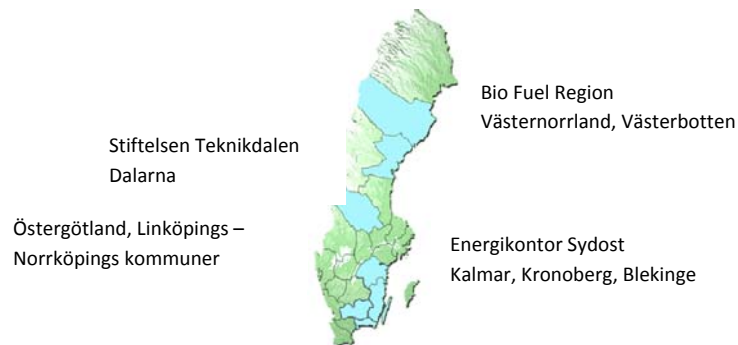 Bio Fuel Region
Västernorrland, Västerbotten
Stiftelsen Teknikdalen
Dalarna
Östergötland, Linköpings –
Norrköpings kommuner
Energikontor Sydost
Kalmar, Kronoberg, Blekinge